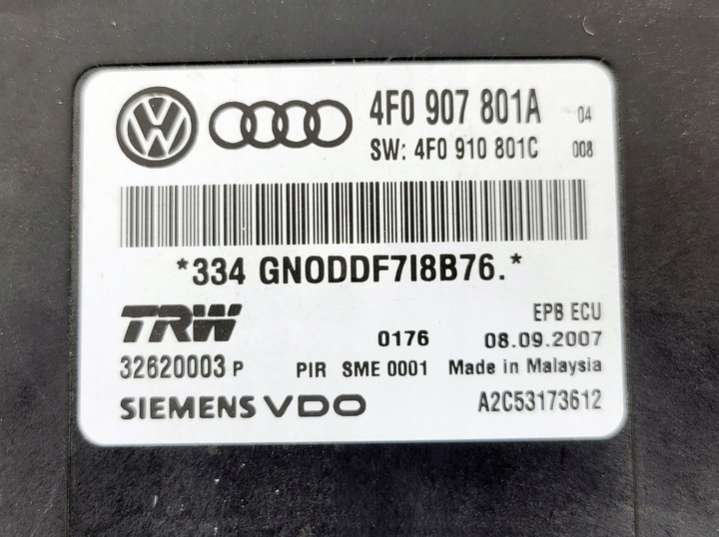 4F0 907 801A 04
SW: 4F0 910 801C 008
*334 GNODDF7I8B76.*
TRW EPB ECU
0176 08.09.2007
32620003 P PIR SME 0001 Made in Malaysia
SIEMENS VDO A2C53173612